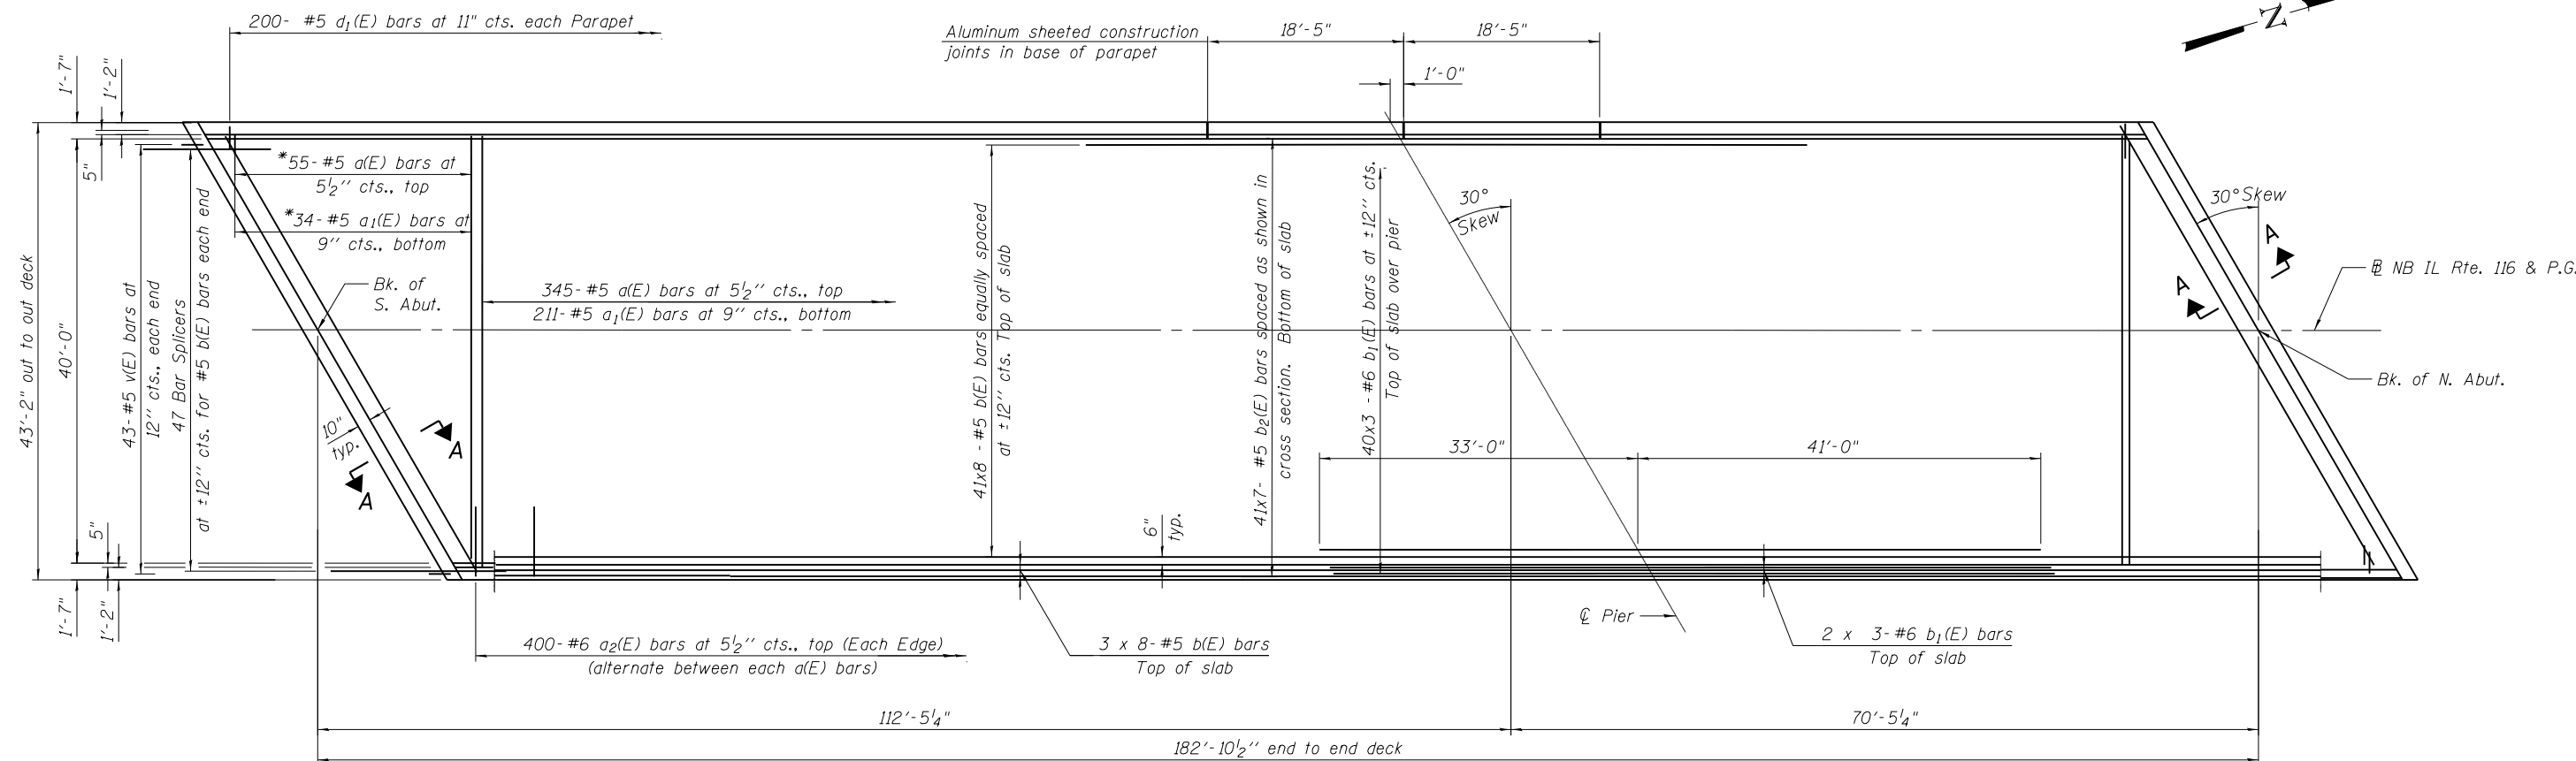 200- #5 d1(E) bars at 11" cts. each Parapet
Aluminum sheeted construction
joints in base of parapet
18'-5"
18'-5"
1'-0"
N
1'-7"
1'-2"
5"
*55- #5 a(E) bars at
5½'' cts., top
*34- #5 a1(E) bars at
9'' cts., bottom
43'-2" out to out deck
40'-0"
43- #5 v(E) bars at
12'' cts., each end
47 Bar Splicers
at ±12'' cts. for #5 b(E) bars each end
Bk. of
S. Abut.
345- #5 a(E) bars at 5½'' cts., top
211- #5 a1(E) bars at 9'' cts., bottom
10"
typ.
A
A
41x8 - #5 b(E) bars equally spaced
at ±12'' cts. Top of slab
41x7- #5 b2(E) bars spaced as shown in
cross section. Bottom of slab
40x3 - #6 b1(E) bars at ±12'' cts.
Top of slab over pier
30°
Skew
30° Skew
A
A
℄ NB IL Rte. 116 & P.G.
Bk. of N. Abut.
33'-0"
41'-0"
6"
typ.
5"
1'-7"
1'-2"
℄ Pier
400- #6 a2(E) bars at 5½'' cts., top (Each Edge)
(alternate between each a(E) bars)
3 x 8- #5 b(E) bars
Top of slab
2 x 3- #6 b1(E) bars
Top of slab
112'-5¼"
70'-5¼"
182'-10½'' end to end deck